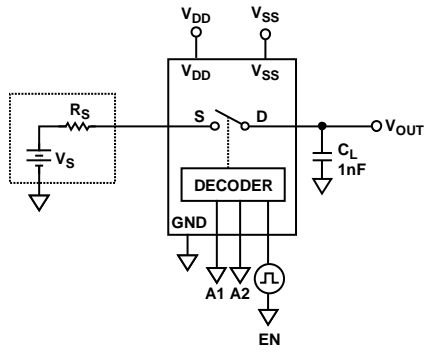 VDD
VSS
VDD
VSS
RS
S
D
VOUT
VS
CL
1nF
DECODER
GND
A1
A2
EN